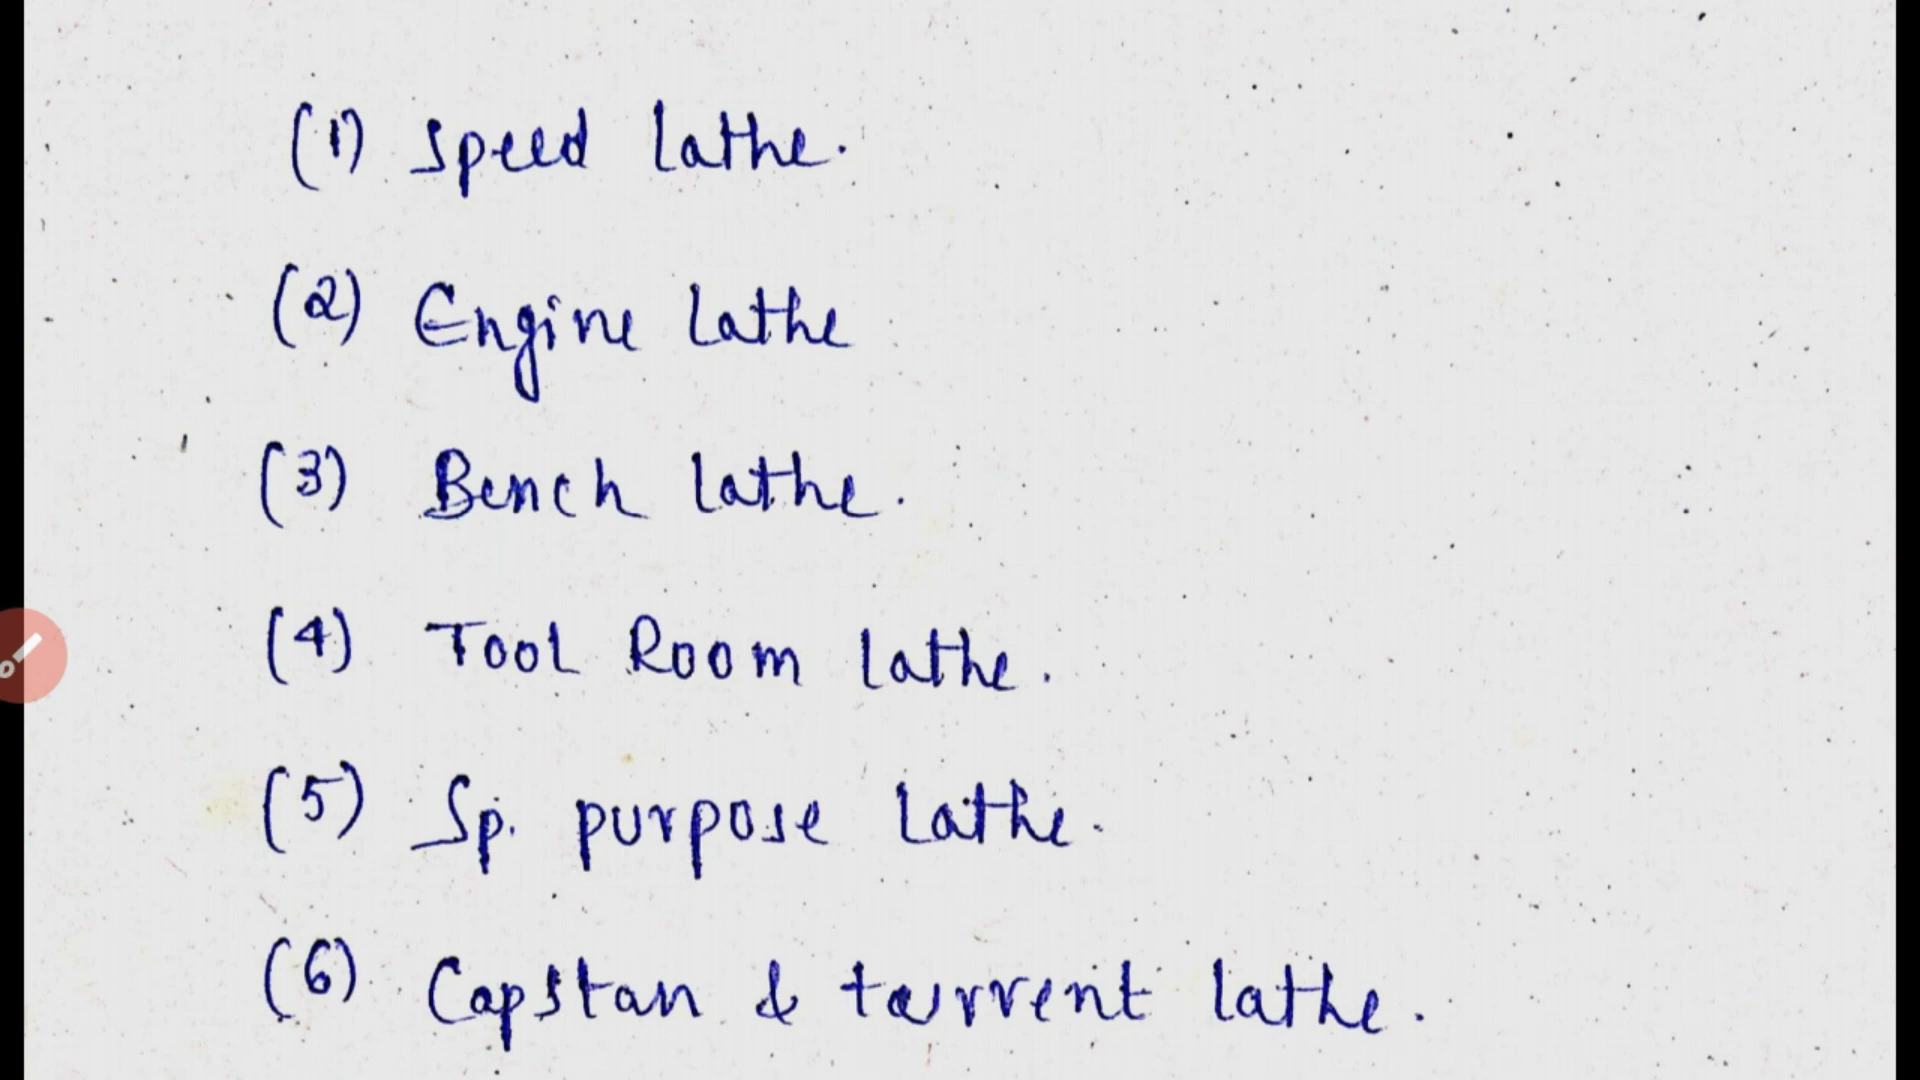 (1) Speed lathe.
(2) Engine lathe
(3) Bench lathe.
(4) Tool Room lathe.
(5) Sp. purpose lathe.
(6) Capstan & turrent lathe.